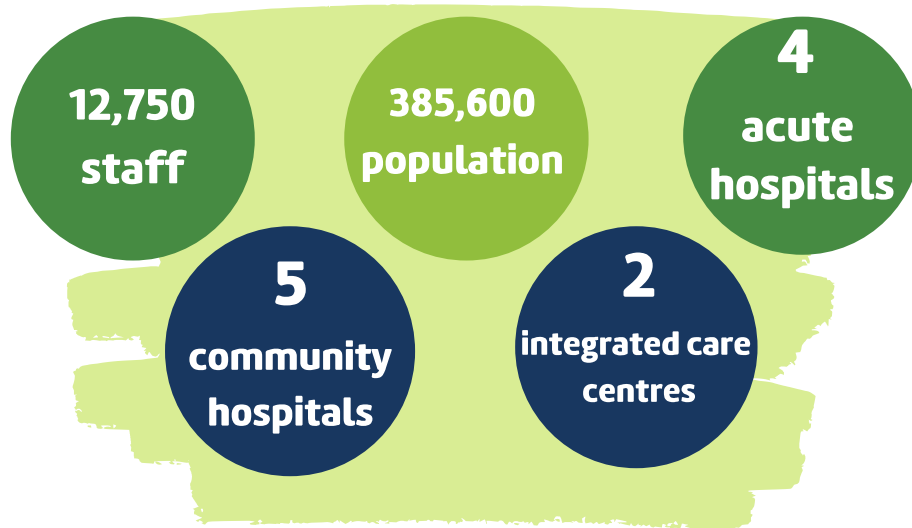 12,750
staff
385,600
population
4
acute
hospitals
5
community
hospitals
2
integrated care
centres